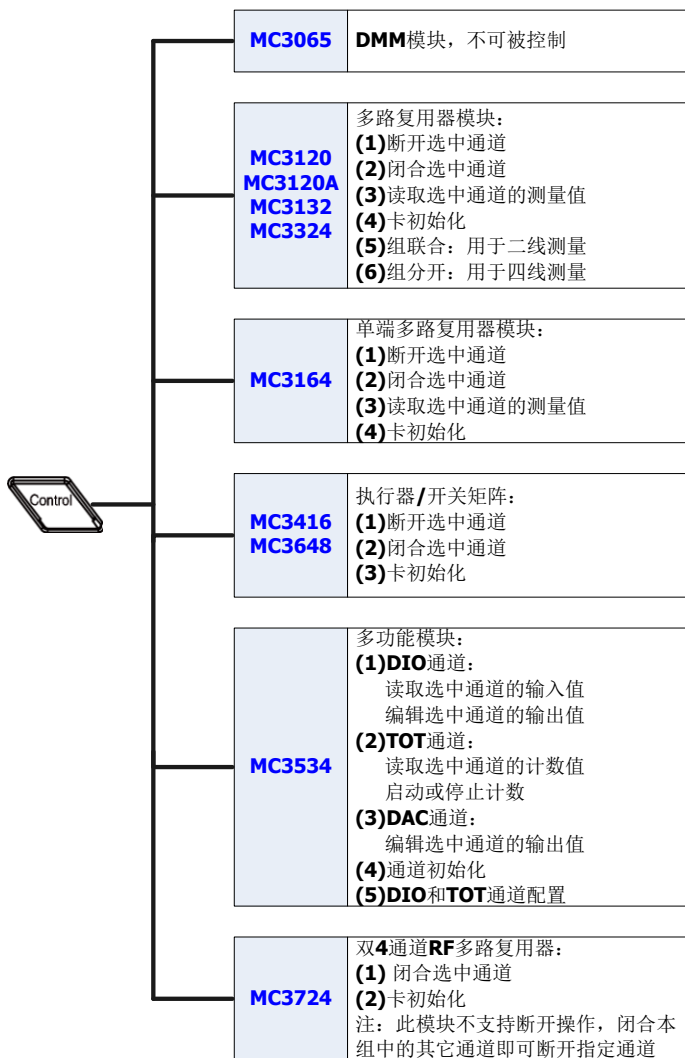 Control
MC3065
DMM模块，不可被控制
MC3120
MC3120A
MC3132
MC3324
多路复用器模块：
(1)断开选中通道
(2)闭合选中通道
(3)读取选中通道的测量值
(4)卡初始化
(5)组联合：用于二线测量
(6)组分开：用于四线测量
MC3164
单端多路复用器模块：
(1)断开选中通道
(2)闭合选中通道
(3)读取选中通道的测量值
(4)卡初始化
MC3416
MC3648
执行器/开关矩阵：
(1)断开选中通道
(2)闭合选中通道
(3)卡初始化
MC3534
多功能模块：
(1)DIO通道：
读取选中通道的输入值
编辑选中通道的输出值
(2)TOT通道：
读取选中通道的计数值
启动或停止计数
(3)DAC通道：
编辑选中通道的输出值
(4)通道初始化
(5)DIO和TOT通道配置
MC3724
双4通道RF多路复用器：
(1) 闭合选中通道
(2)卡初始化
注：此模块不支持断开操作，闭合本
组中的其它通道即可断开指定通道